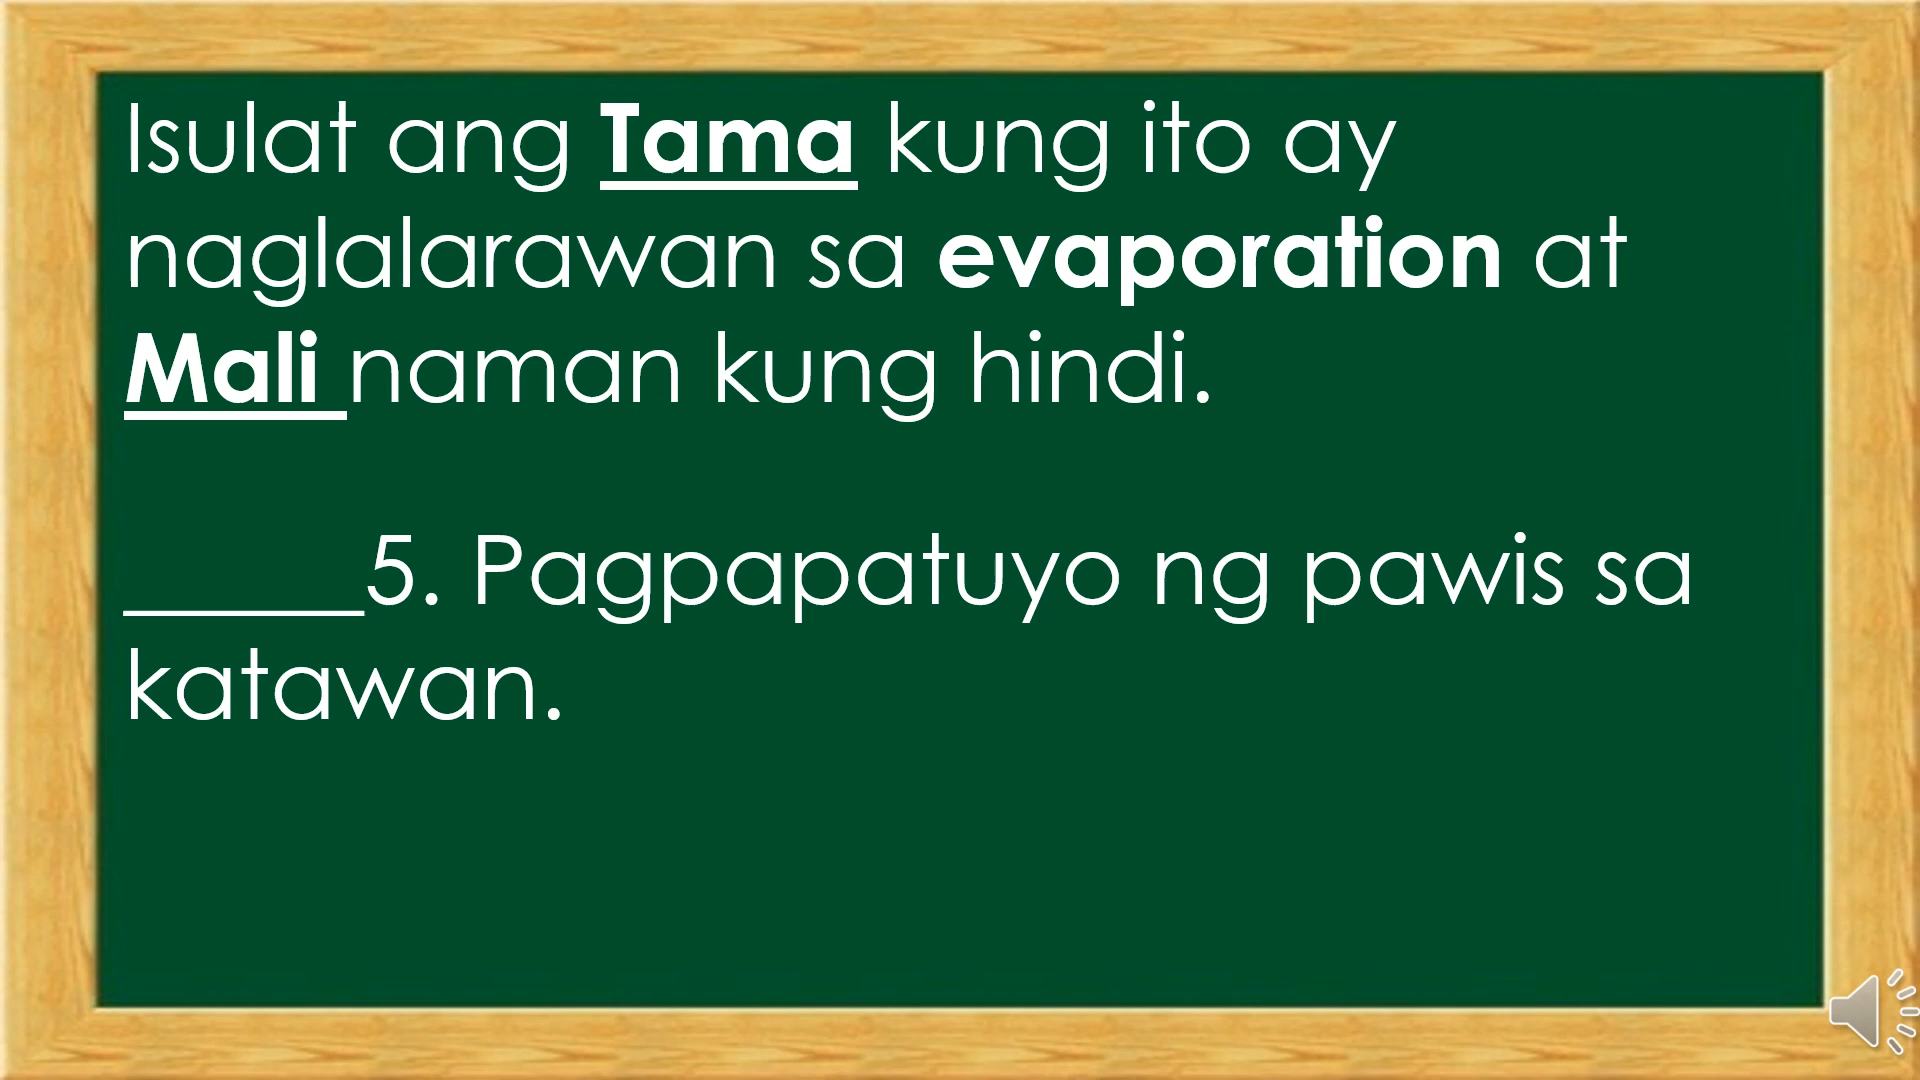 Isulat ang Tama kung ito ay
naglalarawan sa evaporation at
Mali naman kung hindi.
_____5. Pagpapatuyo ng pawis sa
katawan.